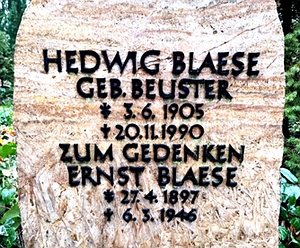 HEDWIG BLAESE
GEB. BEUSTER
* 3. 6. 1905
† 20.11.1990
ZUM GEDENKEN
ERNST BLAESE
* 27. 4. 1897
† 6. 3. 1946